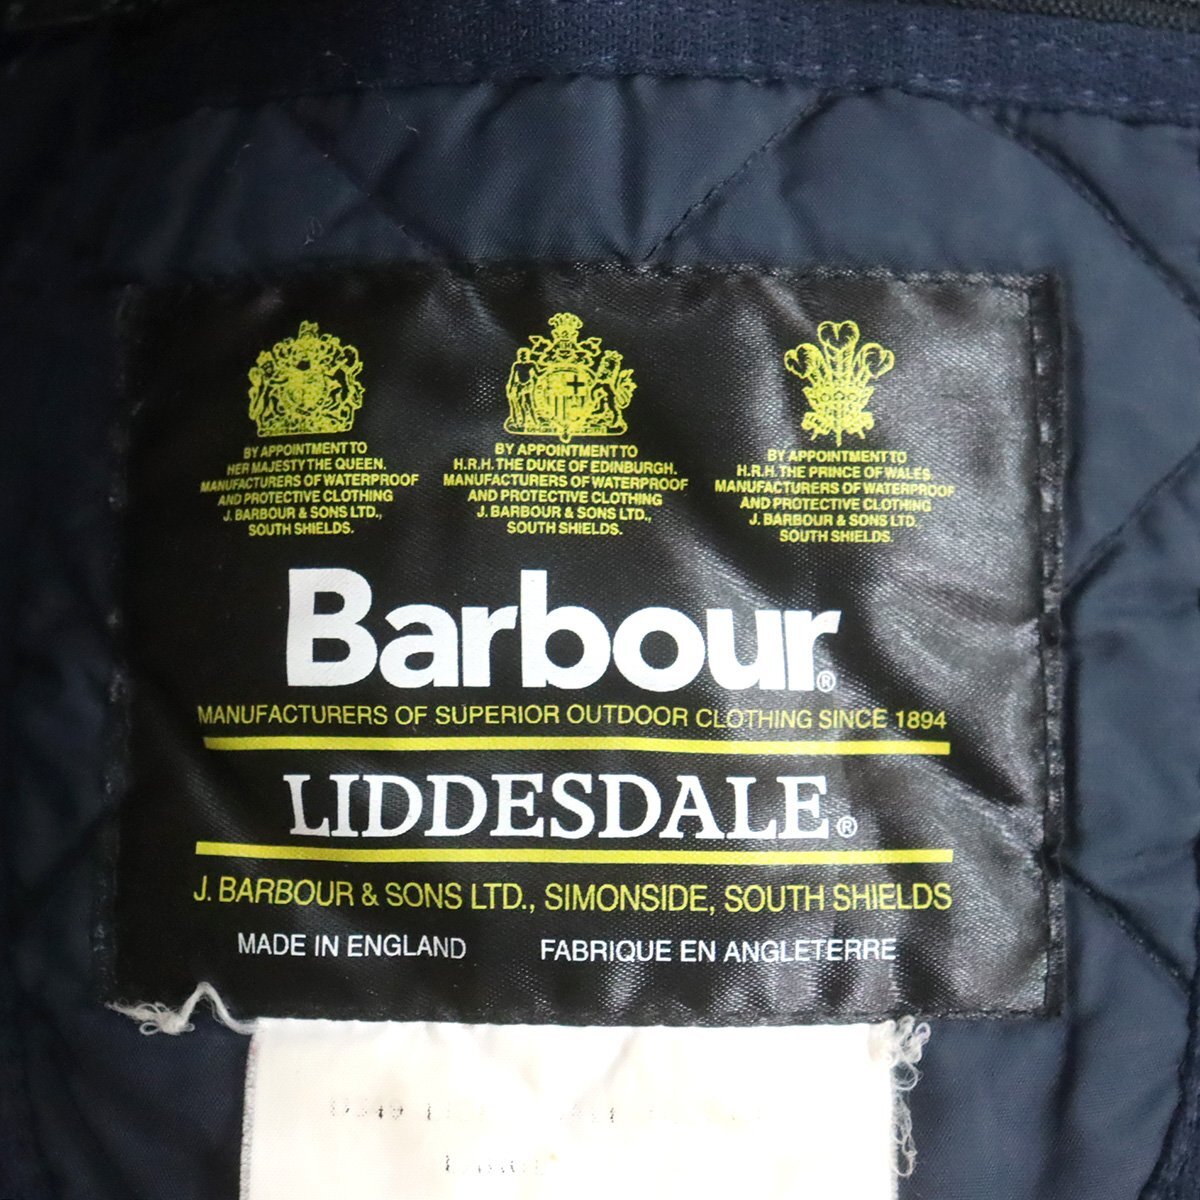 BY APPOINTMENT TO
HER MAJESTY THE QUEEN.
MANUFACTURERS OF WATERPROOF
AND PROTECTIVE CLOTHING
J. BARBOUR & SONS LTD.,
SOUTH SHIELDS.
BY APPOINTMENT TO
H.R.H. THE DUKE OF EDINBURGH.
MANUFACTURERS OF WATERPROOF
AND PROTECTIVE CLOTHING
J. BARBOUR & SONS LTD.,
SOUTH SHIELDS.
BY APPOINTMENT TO
H.R.H. THE PRINCE OF WALES
MANUFACTURERS OF WATERPROOF
AND PROTECTIVE CLOTHING
J. BARBOUR & SONS LTD.
SOUTH SHIELDS.
Barbour®
MANUFACTURERS OF SUPERIOR OUTDOOR CLOTHING SINCE 1894
LIDDESDALE®
J. BARBOUR & SONS LTD., SIMONSIDE, SOUTH SHIELDS
MADE IN ENGLAND FABRIQUE EN ANGLETERRE